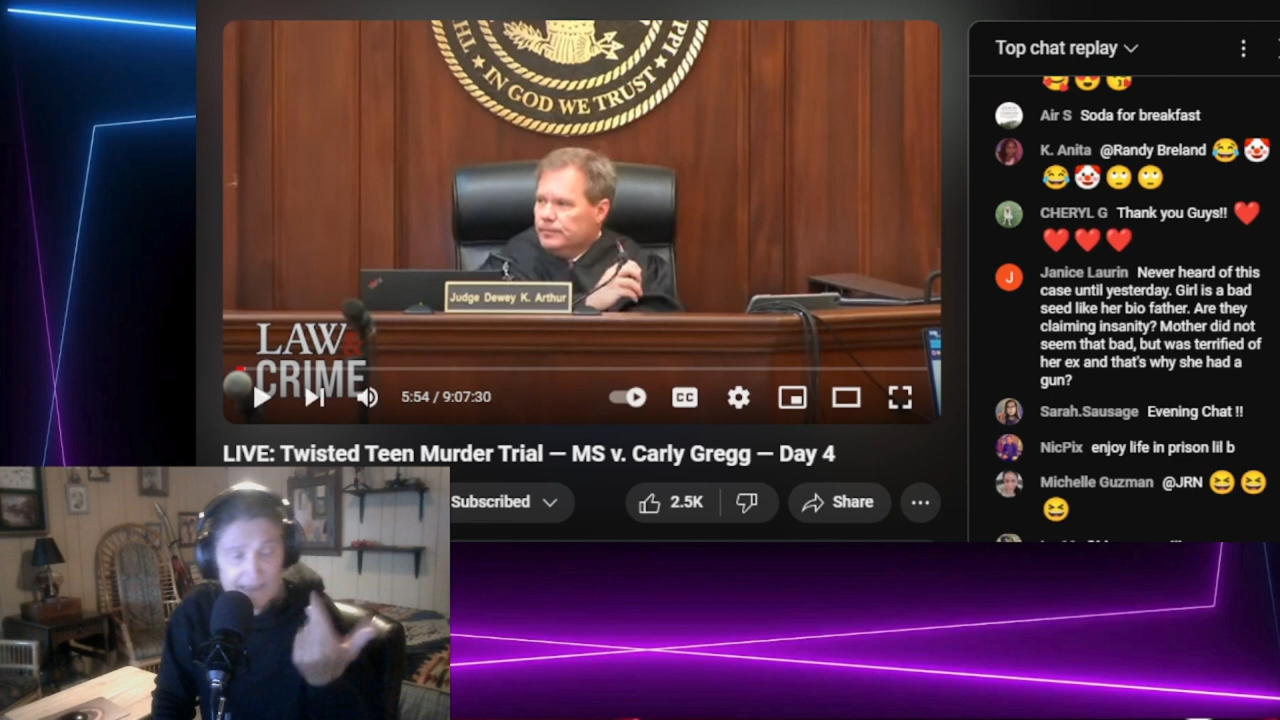 TH
★ IN GOD WE TRUST ★
PPI
Judge Dewey K. Arthur
LAW&
CRIME
5:54 / 9:07:30
CC
LIVE: Twisted Teen Murder Trial — MS v. Carly Gregg — Day 4
Subscribed
2.5K
Share
Top chat replay
🥰😍😘
Air S Soda for breakfast
K. Anita @Randy Breland 😂🤡
😂🤡🙄🙄
CHERYL G Thank you Guys!! ❤️
❤️❤️❤️
J
Janice Laurin Never heard of this
case until yesterday. Girl is a bad
seed like her bio father. Are they
claiming insanity? Mother did not
seem that bad, but was terrified of
her ex and that's why she had a
gun?
Sarah.Sausage Evening Chat !!
NicPix enjoy life in prison lil b
Michelle Guzman @JRN 😆😆
😆